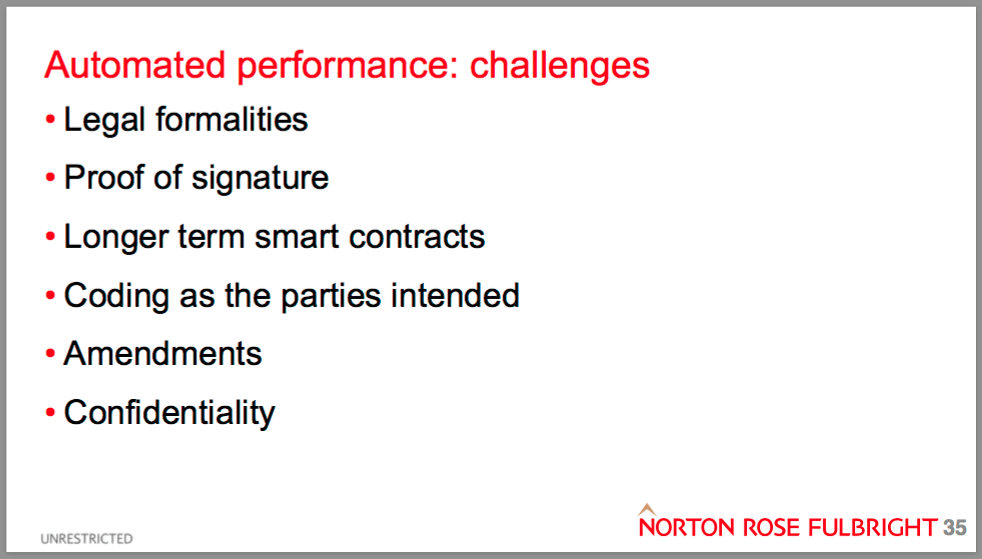 Automated performance: challenges
• Legal formalities
• Proof of signature
• Longer term smart contracts
• Coding as the parties intended
• Amendments
• Confidentiality
UNRESTRICTED
NORTON ROSE FULBRIGHT 35